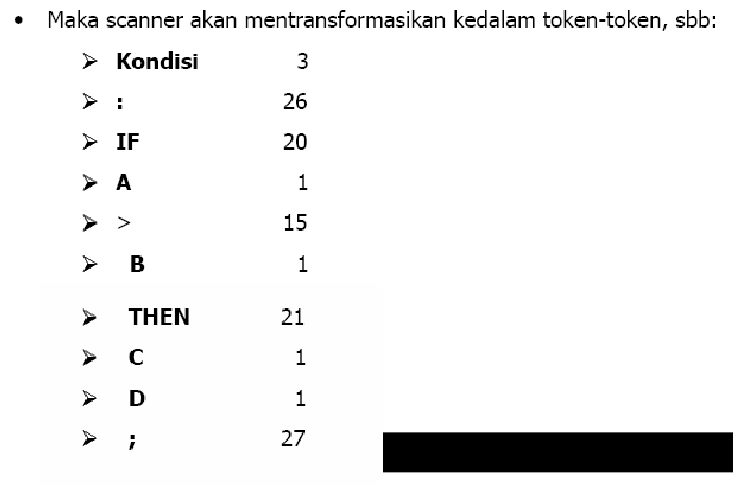 • Maka scanner akan mentransformasikan kedalam token-token, sbb:
➢ Kondisi 3
➢ : 26
➢ IF 20
➢ A 1
➢ > 15
➢ B 1
➢ THEN 21
➢ C 1
➢ D 1
➢ ; 27